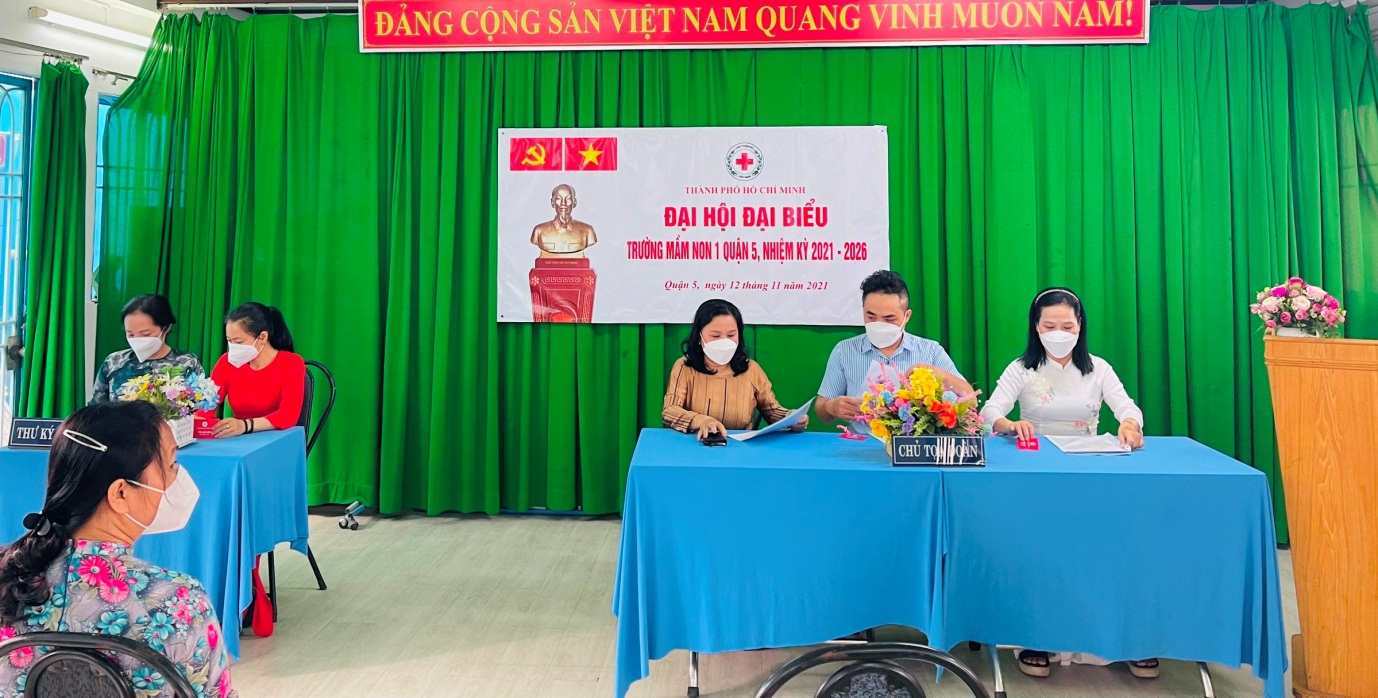 ĐẢNG CỘNG SẢN VIỆT NAM QUANG VINH MUÔN NĂM!
THÀNH PHỐ HỒ CHÍ MINH
ĐẠI HỘI ĐẠI BIỂU
TRƯỜNG MẦM NON 1 QUẬN 5, NHIỆM KỲ 2021 - 2026
Quận 5, ngày 12 tháng 11 năm 2021
THƯ KÝ
CHỦ TỌA ĐOÀN